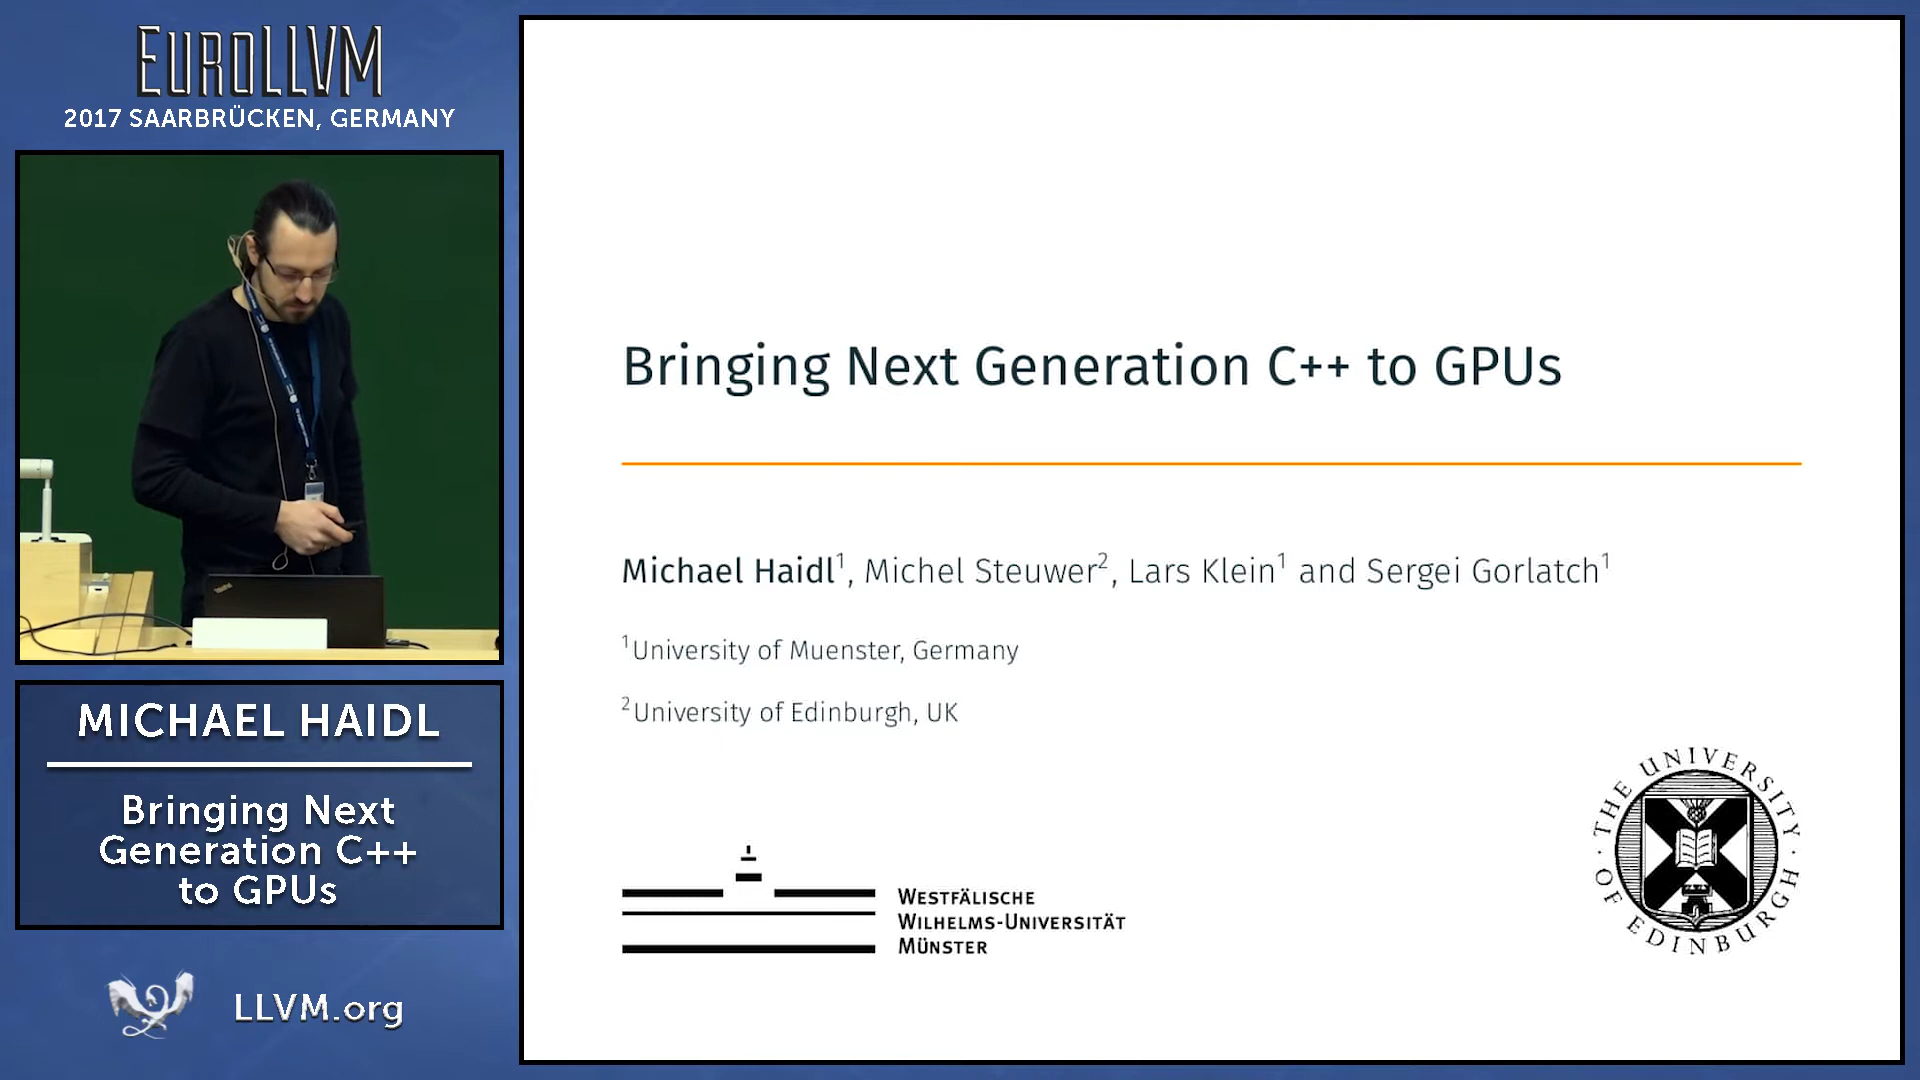 EuroLLVM
2017 SAARBRÜCKEN, GERMANY
MICHAEL HAIDL
Bringing Next
Generation C++
to GPUs
LLVM.org
Bringing Next Generation C++ to GPUs
Michael Haidl¹, Michel Steuwer², Lars Klein¹ and Sergei Gorlatch¹
¹University of Muenster, Germany
²University of Edinburgh, UK
WESTFÄLISCHE
WILHELMS-UNIVERSITÄT
MÜNSTER
THE UNIVERSITY OF EDINBURGH
ThinkPad